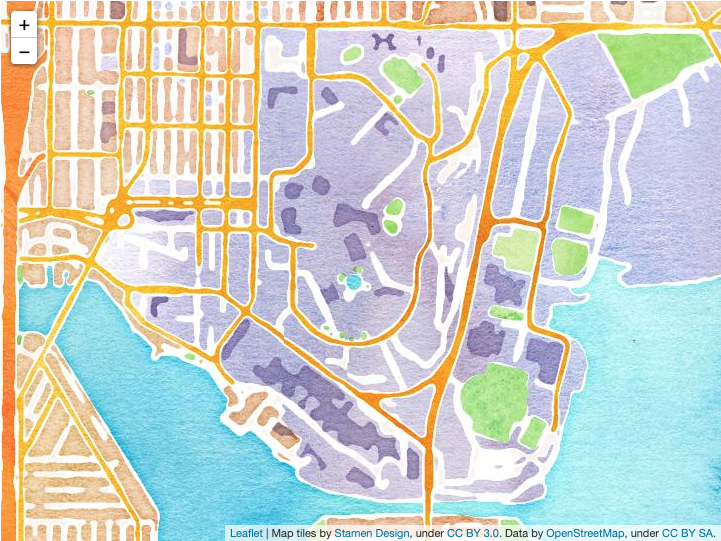 +
−
Leaflet | Map tiles by Stamen Design, under CC BY 3.0. Data by OpenStreetMap, under CC BY SA.